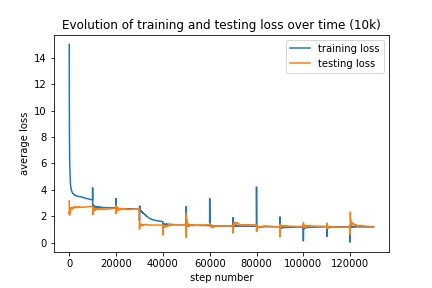 Evolution of training and testing loss over time (10k)
training loss
testing loss
average loss
14
12
10
8
6
4
2
0
0 20000 40000 60000 80000 100000 120000
step number